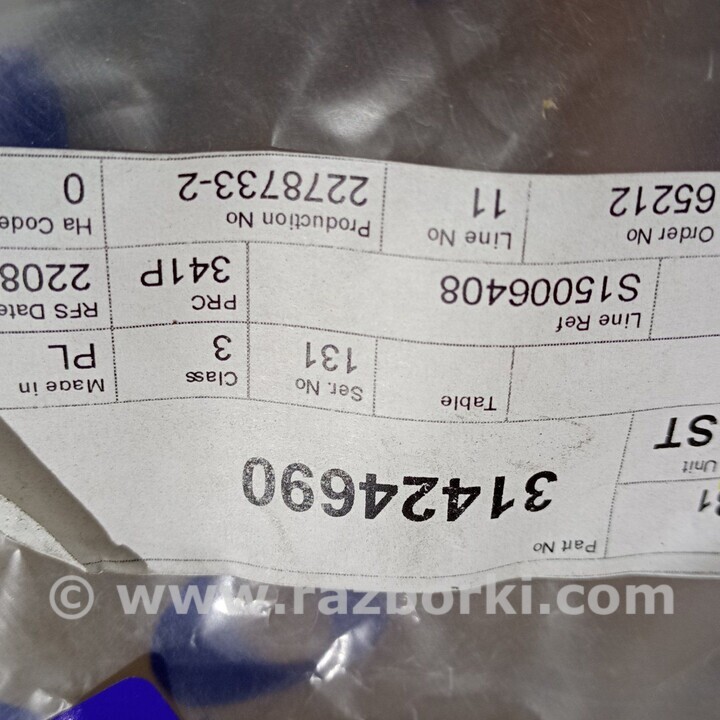 Part No
31424690
Unit
ST
Table
Ser. No
131
Class
3
Made in
PL
Line Ref
S15006408
PRC
341P
RFS Date
2208
Order No
65212
Line No
11
Production No
2278733-2
Ha Code
0
© www.razborki.com